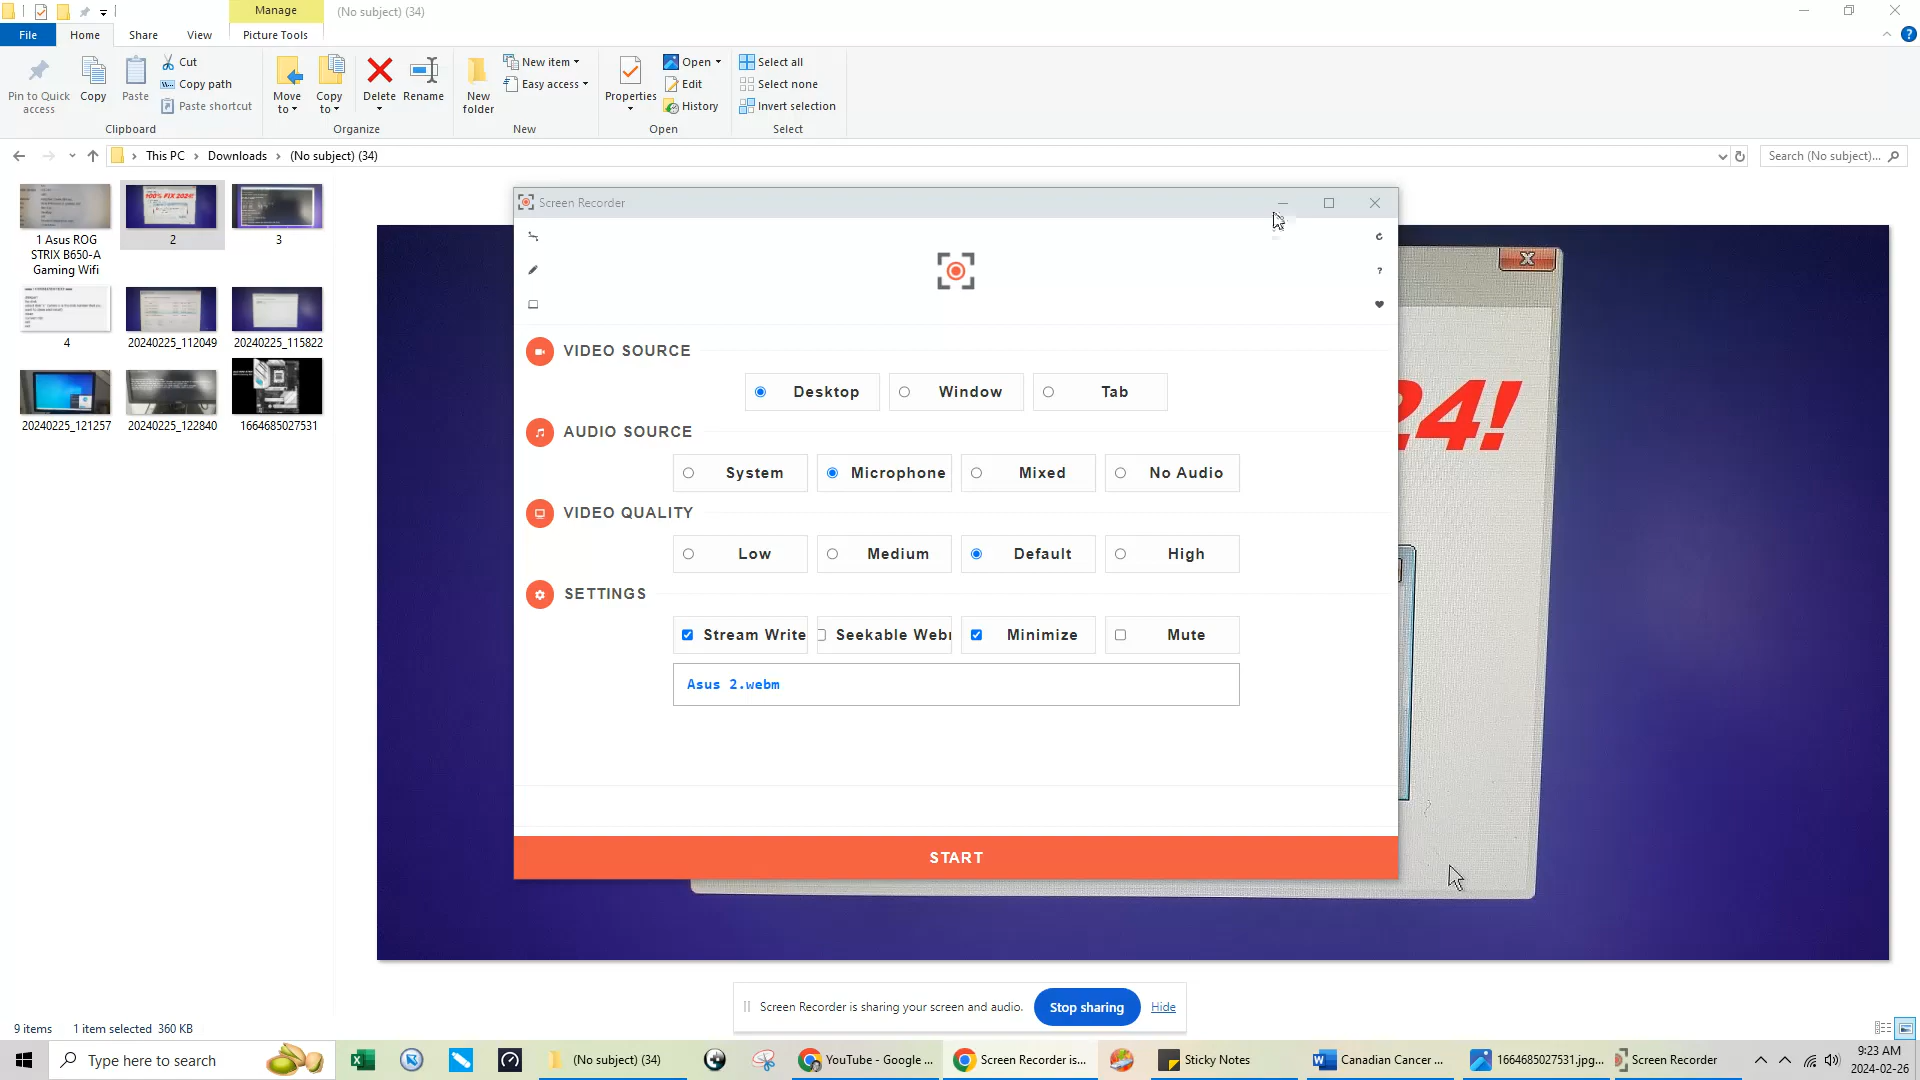 Manage
(No subject) (34)
File
Home
Share
View
Picture Tools
Pin to Quick access
Copy
Paste
Cut
Copy path
Paste shortcut
Clipboard
Move to
Copy to
Delete
Rename
Organize
New folder
New item
Easy access
New
Properties
Open
Edit
History
Open
Select all
Select none
Invert selection
Select
This PC
Downloads
(No subject) (34)
Search (No subject)...
100% FIX 2024!
1 Asus ROG
STRIX B650-A
Gaming Wifi
2
3
4
20240225_112049
20240225_115822
20240225_121257
20240225_122840
1664685027531
Screen Recorder
?
VIDEO SOURCE
Desktop
Window
Tab
AUDIO SOURCE
System
Microphone
Mixed
No Audio
VIDEO QUALITY
Low
Medium
Default
High
SETTINGS
Stream Write
Seekable Web
Minimize
Mute
Asus 2.webm
START
24!
Screen Recorder is sharing your screen and audio.
Stop sharing
Hide
9 items
1 item selected 360 KB
Type here to search
(No subject) (34)
YouTube - Google ...
Screen Recorder is...
Sticky Notes
Canadian Cancer ...
1664685027531.jpg...
Screen Recorder
9:23 AM
2024-02-26